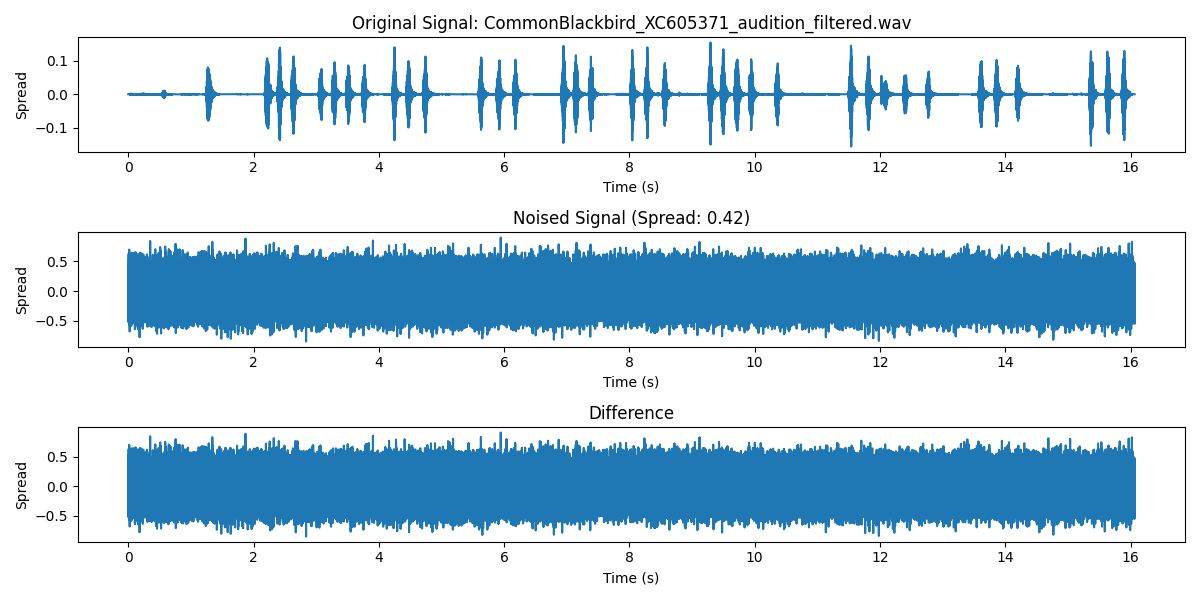 Original Signal: CommonBlackbird_XC605371_audition_filtered.wav
Spread
0.1
0.0
−0.1
0 2 4 6 8 10 12 14 16
Time (s)
Noised Signal (Spread: 0.42)
Spread
0.5
0.0
−0.5
0 2 4 6 8 10 12 14 16
Time (s)
Difference
Spread
0.5
0.0
−0.5
0 2 4 6 8 10 12 14 16
Time (s)